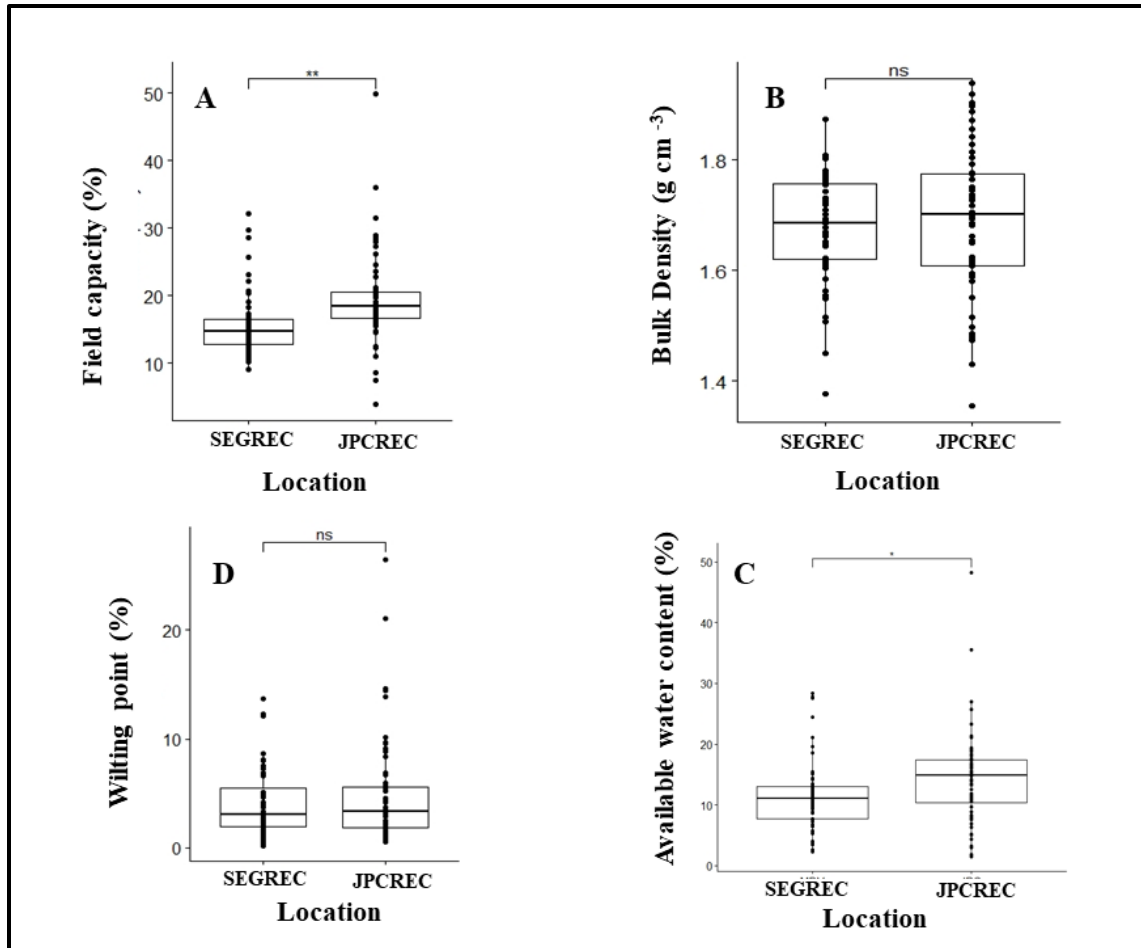 **
A
50
40
30
20
10
Field capacity (%)
SEGREC
JPCREC
Location
ns
B
1.8
1.6
1.4
Bulk Density (g cm -3)
SEGREC
JPCREC
Location
ns
D
20
10
0
Wilting point (%)
SEGREC
JPCREC
Location
*
C
50
40
30
20
10
0
Available water content (%)
SEGREC
JPCREC
Location